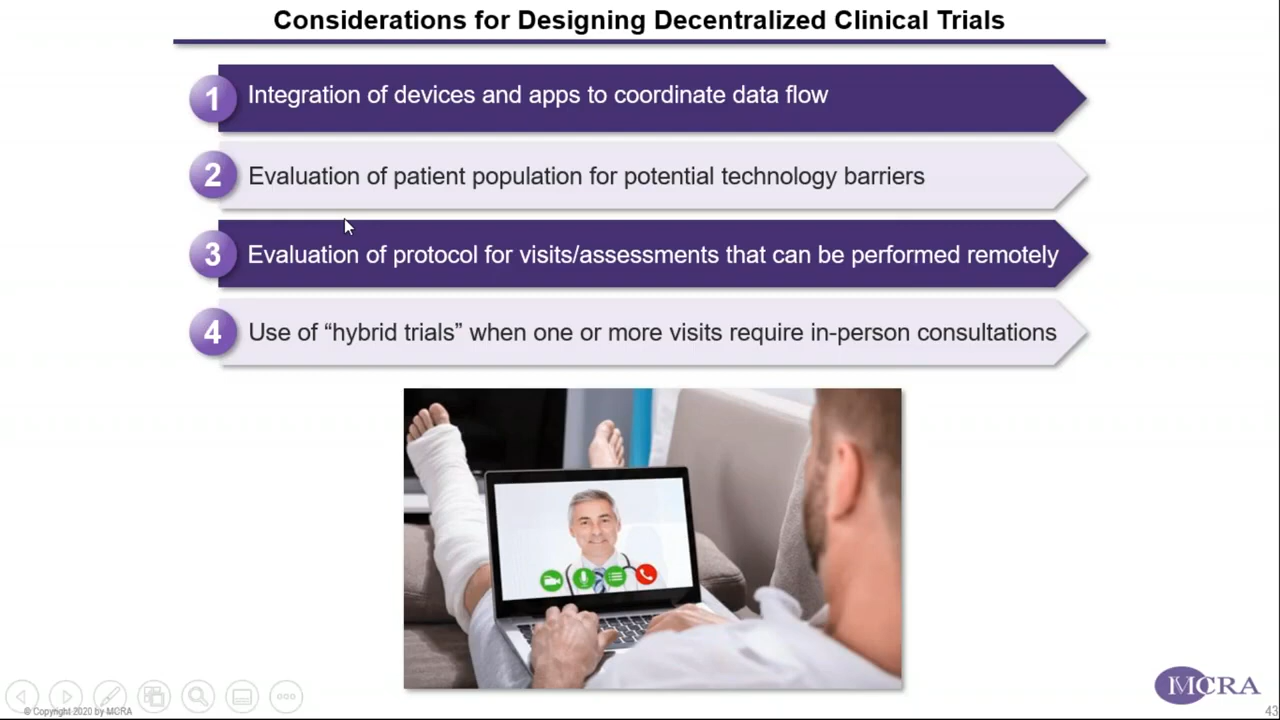 Considerations for Designing Decentralized Clinical Trials
1 Integration of devices and apps to coordinate data flow
2 Evaluation of patient population for potential technology barriers
3 Evaluation of protocol for visits/assessments that can be performed remotely
4 Use of “hybrid trials” when one or more visits require in-person consultations
MCRA
© Copyright 2020 by MCRA
43